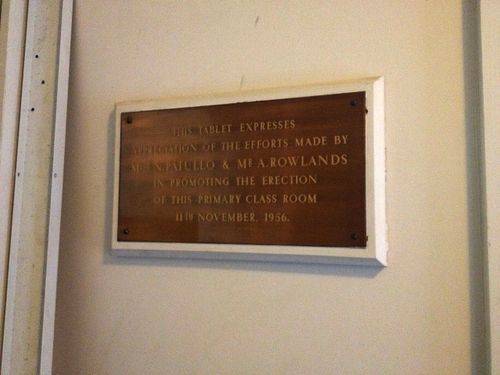 THIS TABLET EXPRESSES
APPRECIATION OF THE EFFORTS MADE BY
N. PATULLO & MR A. ROWLANDS
IN PROMOTING THE ERECTION
OF THIS PRIMARY CLASS ROOM
11TH NOVEMBER, 1956.